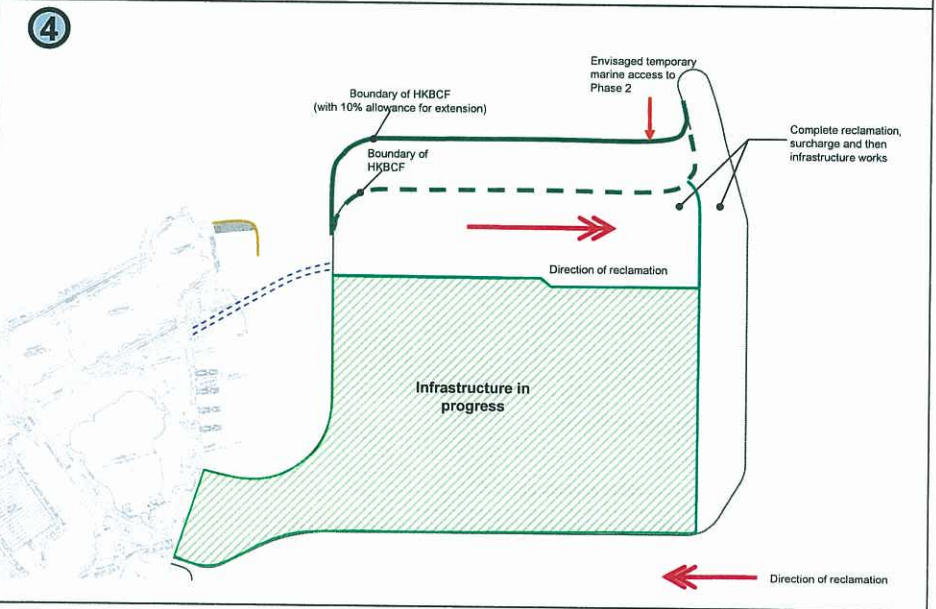 4
Envisaged temporary
marine access to
Phase 2
Boundary of HKBCF
(with 10% allowance for extension)
Complete reclamation,
surcharge and then
infrastructure works
Boundary of
HKBCF
Direction of reclamation
Infrastructure in
progress
Direction of reclamation